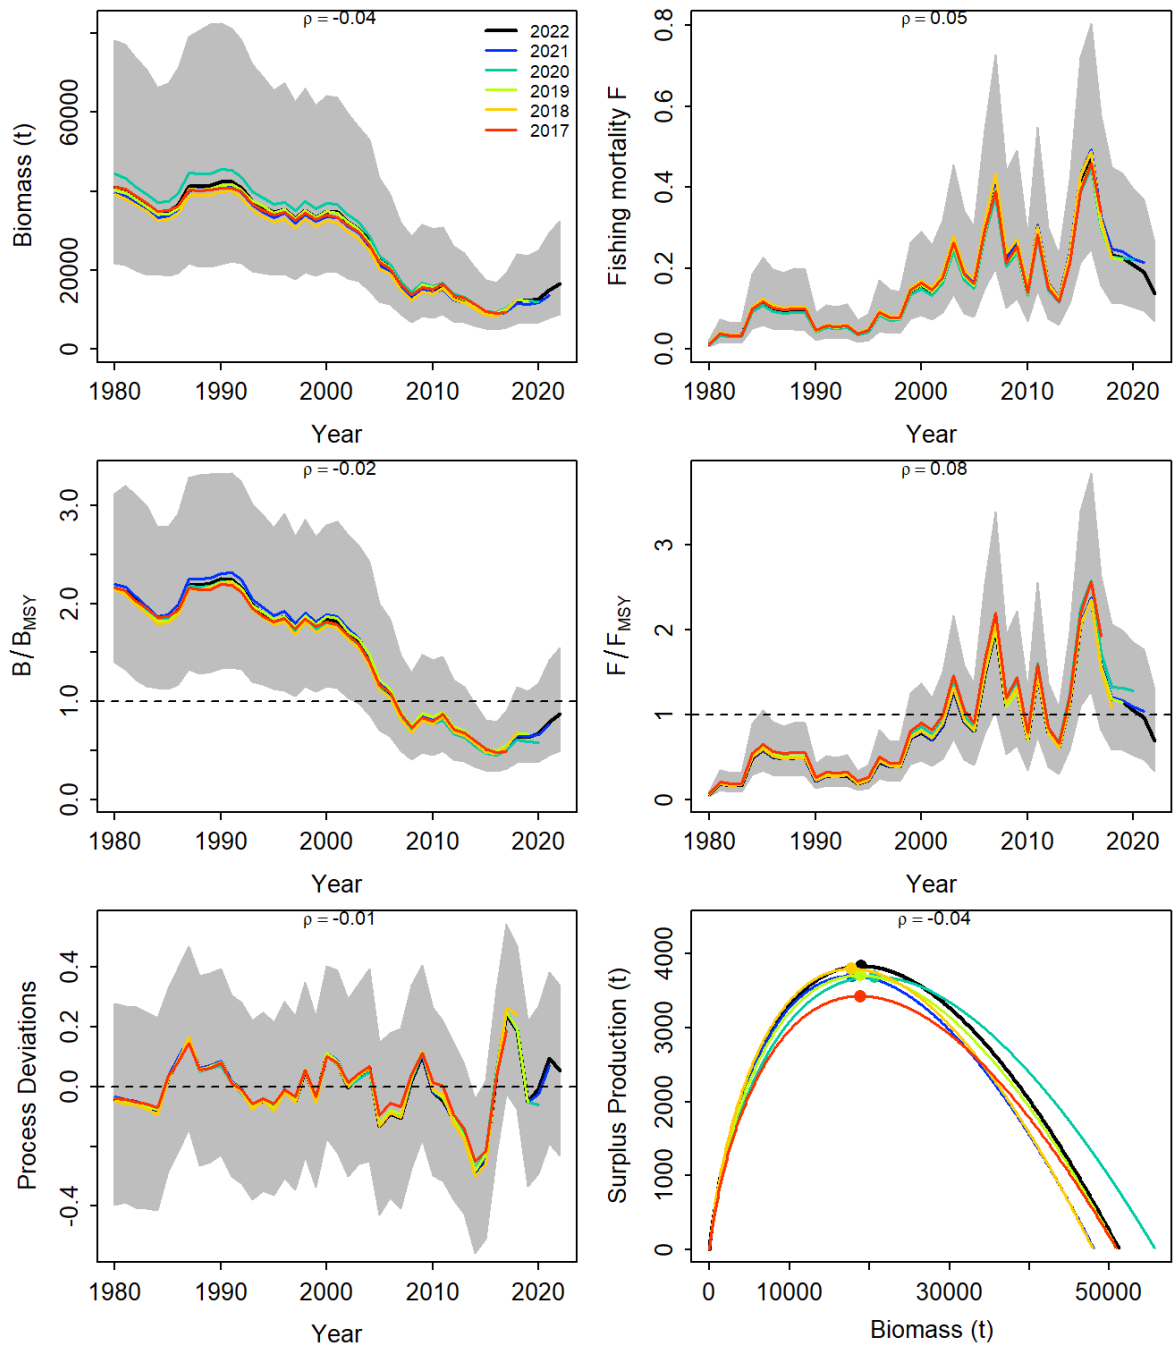 ρ = -0.04
Biomass (t)
60000
20000
0
2022
2021
2020
2019
2018
2017
1980 1990 2000 2010 2020
Year
ρ = 0.05
Fishing mortality F
0.8
0.6
0.4
0.2
0.0
1980 1990 2000 2010 2020
Year
ρ = -0.02
B/BMSY
3.0
2.0
1.0
0.0
1980 1990 2000 2010 2020
Year
ρ = 0.08
F/FMSY
3
2
1
0
1980 1990 2000 2010 2020
Year
ρ = -0.01
Process Deviations
0.4
0.2
0.0
-0.4
1980 1990 2000 2010 2020
Year
ρ = -0.04
Surplus Production (t)
4000
3000
2000
1000
0
0 10000 30000 50000
Biomass (t)